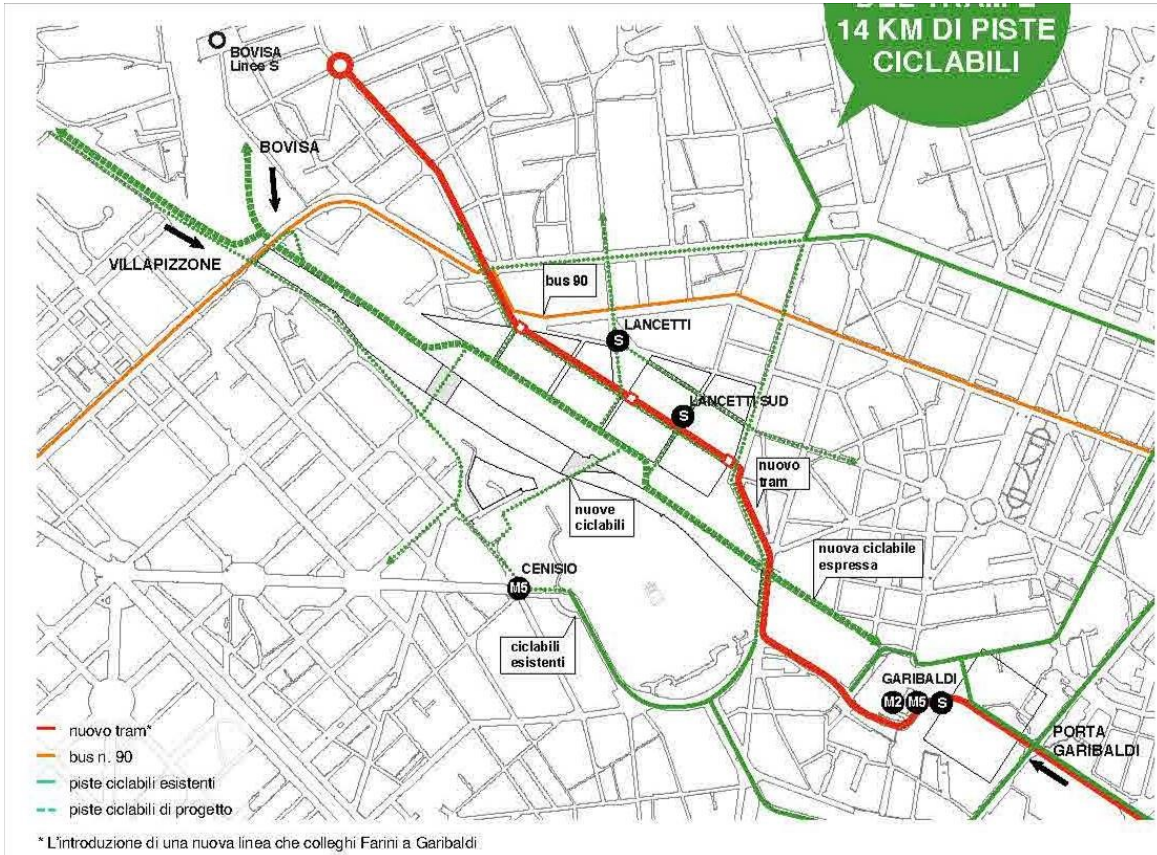 DEL TRAM E
14 KM DI PISTE
CICLABILI
BOVISA
Linee S
BOVISA
VILLAPIZZONE
bus 90
LANCETTI
S
LANCETTI SUD
S
nuovo
tram
nuove
ciclabili
nuova ciclabile
espressa
CENISIO
M5
ciclabili
esistenti
GARIBALDI
M2 M5 S
PORTA
GARIBALDI
nuovo tram*
bus n. 90
piste ciclabili esistenti
piste ciclabili di progetto
* L'introduzione di una nuova linea che colleghi Farini a Garibaldi